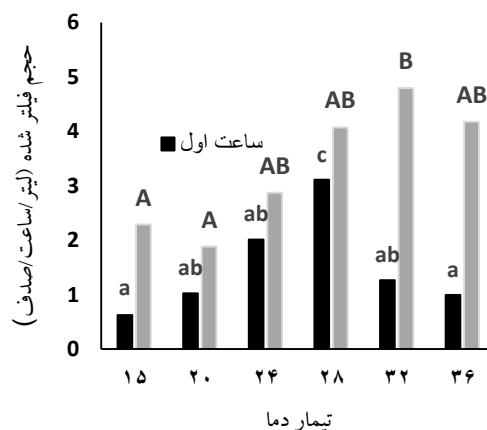 حجم فیلتر شده (لیتر/ساعت/صدف)
6
5
4
3
2
1
0
ساعت اول
a
A
ab
A
ab
AB
c
AB
ab
B
a
AB
۱۵ ۲۰ ۲۴ ۲۸ ۳۲ ۳۶
تیمار دما